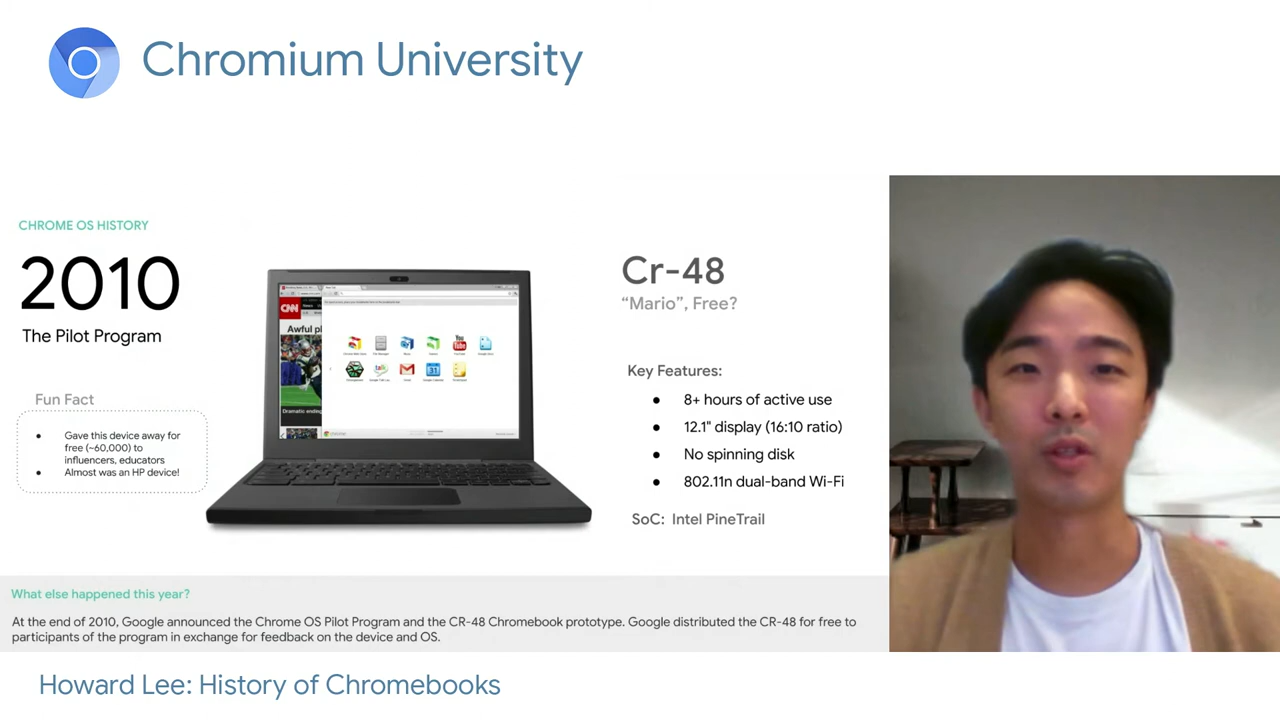 Chromium University
CHROME OS HISTORY
2010
The Pilot Program
Fun Fact
• Gave this device away for
free (~60,000) to
influencers, educators
• Almost was an HP device!
CNN
Awful pl
Dramatic ending
Cr-48
“Mario”, Free?
Key Features:
• 8+ hours of active use
• 12.1" display (16:10 ratio)
• No spinning disk
• 802.11n dual-band Wi-Fi
SoC: Intel PineTrail
What else happened this year?
At the end of 2010, Google announced the Chrome OS Pilot Program and the CR-48 Chromebook prototype. Google distributed the CR-48 for free to
participants of the program in exchange for feedback on the device and OS.
Howard Lee: History of Chromebooks